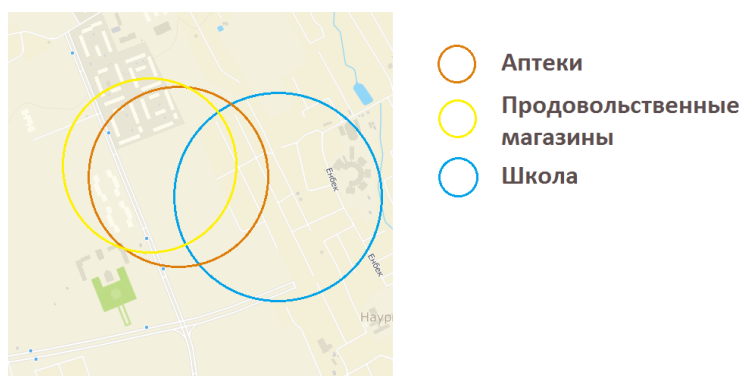 Аптеки
Продовольственные
магазины
Школа
Енбек
Енбек
Наур